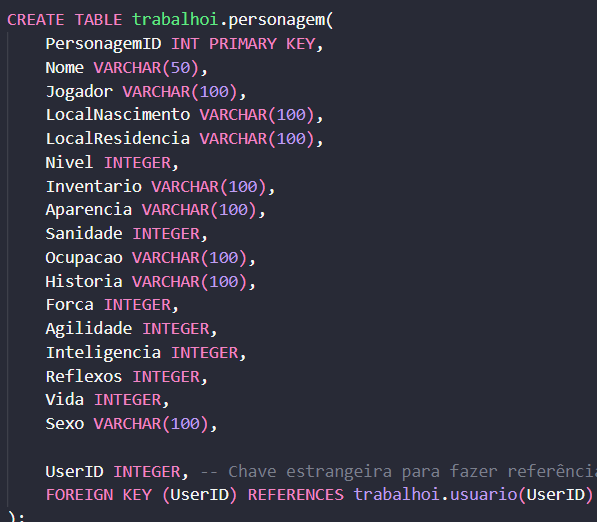 CREATE TABLE trabalhoi.personagem(
PersonagemID INT PRIMARY KEY,
Nome VARCHAR(50),
Jogador VARCHAR(100),
LocalNascimento VARCHAR(100),
LocalResidencia VARCHAR(100),
Nivel INTEGER,
Inventario VARCHAR(100),
Aparencia VARCHAR(100),
Sanidade INTEGER,
Ocupacao VARCHAR(100),
Historia VARCHAR(100),
Forca INTEGER,
Agilidade INTEGER,
Inteligencia INTEGER,
Reflexos INTEGER,
Vida INTEGER,
Sexo VARCHAR(100),
UserID INTEGER, -- Chave estrangeira para fazer referência
FOREIGN KEY (UserID) REFERENCES trabalhoi.usuario(UserID)
);